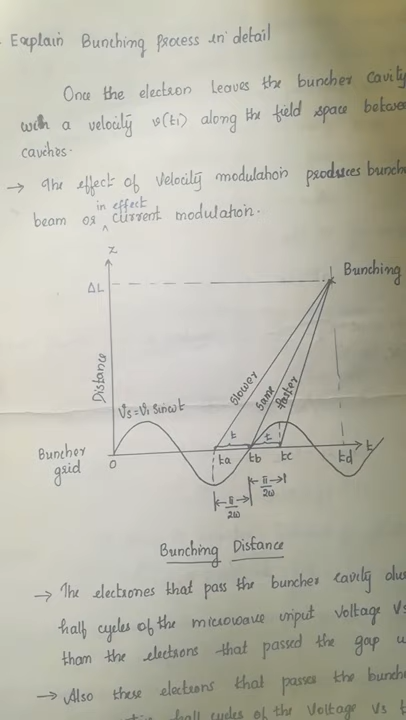 Explain Bunching process in detail
Once the electron leaves the buncher cavity
with a velocity v(t1) along the field space between
cavities.
→ The effect of Velocity modulation produces bunch
beam or in effect current modulation.
z
ΔL
Bunching
Distance
slower
same
faster
Vs=V1 sinωt
t
t
t
Buncher
grid
0
ta
tb
tc
td
π/2ω
π/2ω
Bunching Distance
→ The electrones that pass the buncher cavity
half cycles of the microwave input Voltage Vs
than the electrons that passed the gap
→ Also these electrons that passes the bunche
half cycles of the Voltage Vs